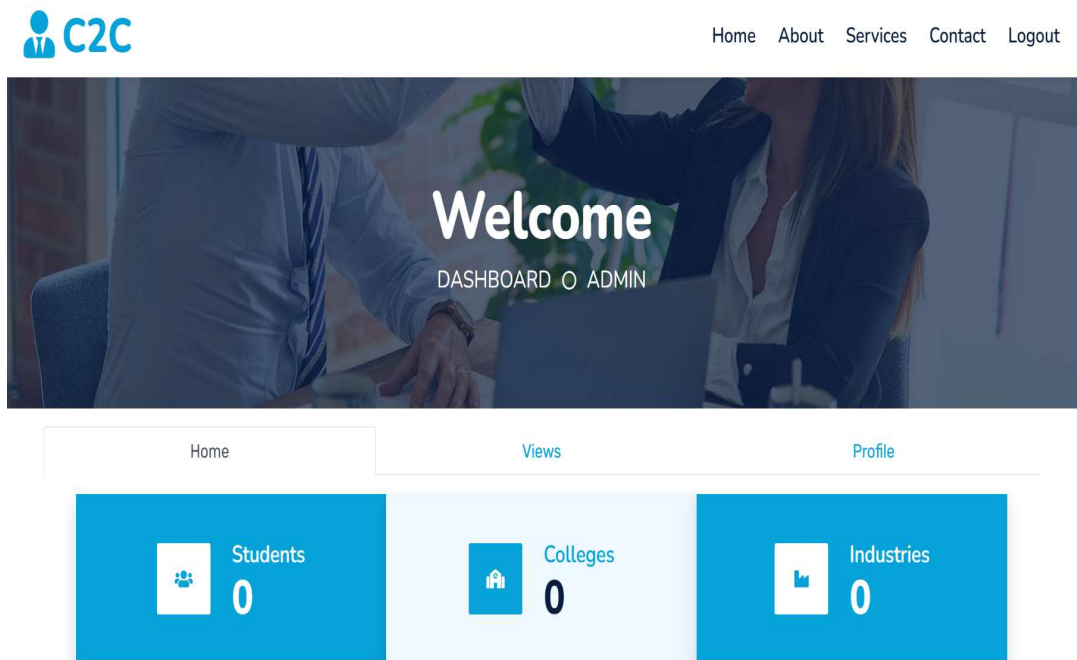 C2C
Home About Services Contact Logout
Welcome
DASHBOARD O ADMIN
Home Views Profile
Students
0
Colleges
0
Industries
0